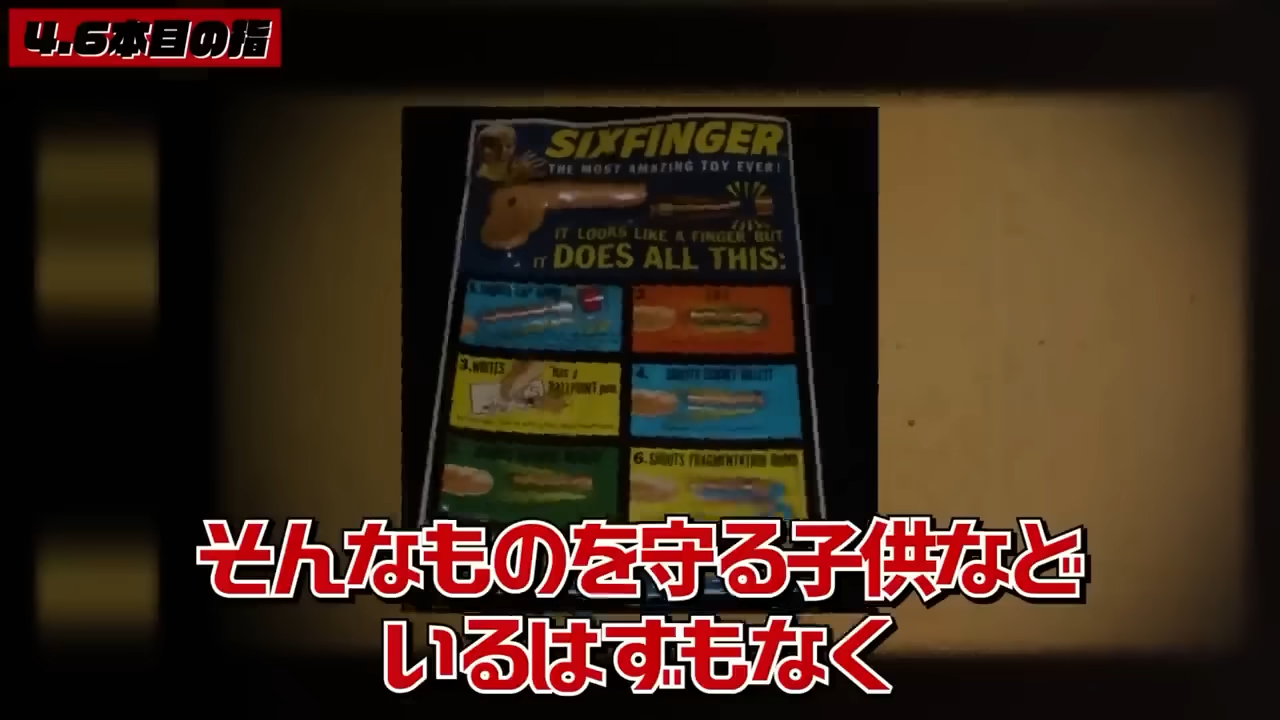 4.6本目の指
SIXFINGER
THE MOST AMAZING TOY EVER!
IT LOOKS LIKE A FINGER BUT
IT DOES ALL THIS:
3. WRITES
BALLPOINT pen
4.
6. SHOOTS FRAGMENTATION BOMB
そんなものを守る子供など
いるはずもなく